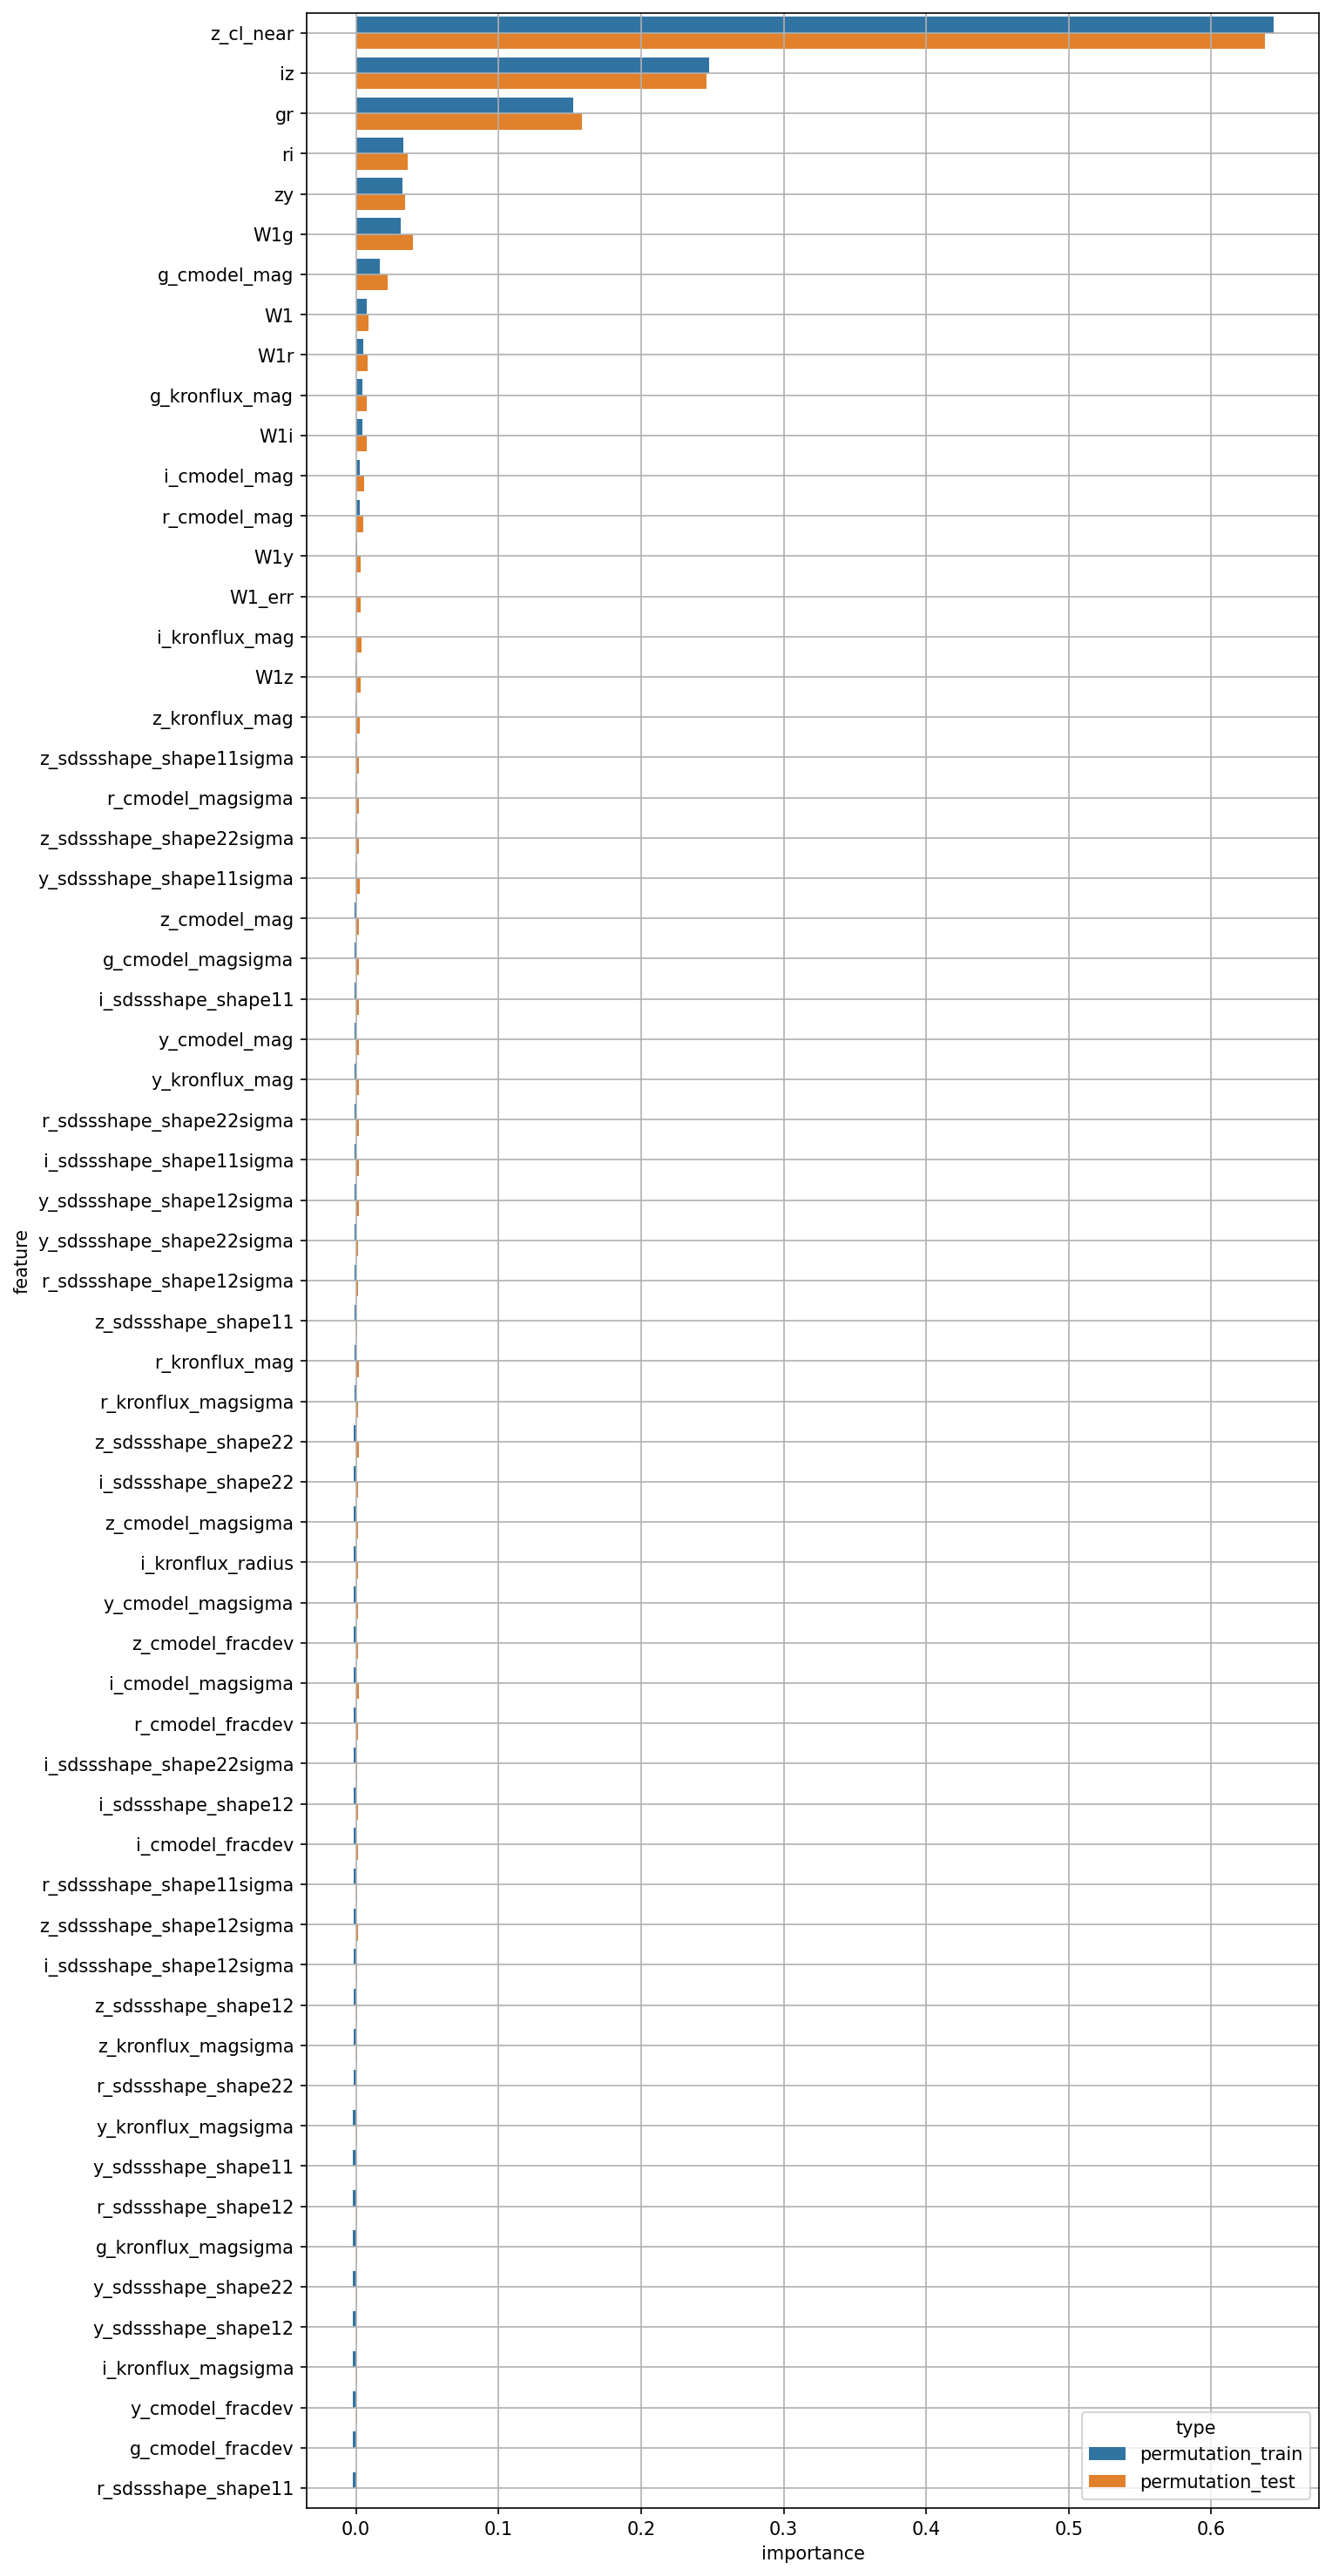 z_cl_near
iz
gr
ri
zy
W1g
g_cmodel_mag
W1
W1r
g_kronflux_mag
W1i
i_cmodel_mag
r_cmodel_mag
W1y
W1_err
i_kronflux_mag
W1z
z_kronflux_mag
z_sdssshape_shape11sigma
r_cmodel_magsigma
z_sdssshape_shape22sigma
y_sdssshape_shape11sigma
z_cmodel_mag
g_cmodel_magsigma
i_sdssshape_shape11
y_cmodel_mag
y_kronflux_mag
r_sdssshape_shape22sigma
i_sdssshape_shape11sigma
y_sdssshape_shape12sigma
y_sdssshape_shape22sigma
r_sdssshape_shape12sigma
z_sdssshape_shape11
r_kronflux_mag
r_kronflux_magsigma
z_sdssshape_shape22
i_sdssshape_shape22
z_cmodel_magsigma
i_kronflux_radius
y_cmodel_magsigma
z_cmodel_fracdev
i_cmodel_magsigma
r_cmodel_fracdev
i_sdssshape_shape22sigma
i_sdssshape_shape12
i_cmodel_fracdev
r_sdssshape_shape11sigma
z_sdssshape_shape12sigma
i_sdssshape_shape12sigma
z_sdssshape_shape12
z_kronflux_magsigma
r_sdssshape_shape22
y_kronflux_magsigma
y_sdssshape_shape11
r_sdssshape_shape12
g_kronflux_magsigma
y_sdssshape_shape22
y_sdssshape_shape12
i_kronflux_magsigma
y_cmodel_fracdev
g_cmodel_fracdev
r_sdssshape_shape11
feature
type
permutation_train
permutation_test
0.0 0.1 0.2 0.3 0.4 0.5 0.6
importance